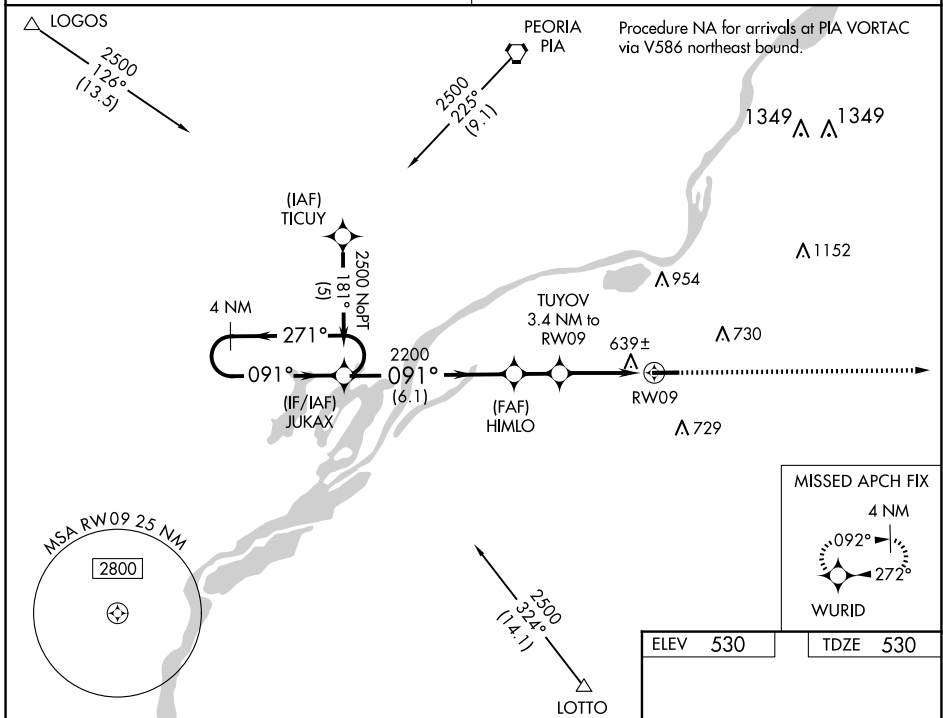 LOGOS
2500
126°
(13.5)
PEORIA
PIA
2500
225°
(9.1)
Procedure NA for arrivals at PIA VORTAC
via V586 northeast bound.
1349
1349
1152
954
730
639±
729
(IAF)
TICUY
2500 NoPT
181°
(5)
4 NM
271°
091°
(IF/IAF)
JUKAX
2200
091°
(6.1)
(FAF)
HIMLO
TUYOV
3.4 NM to
RW09
RW09
MSA RW09 25 NM
2800
2500
324°
(14.1)
LOTTO
MISSED APCH FIX
4 NM
092°
272°
WURID
ELEV 530
TDZE 530